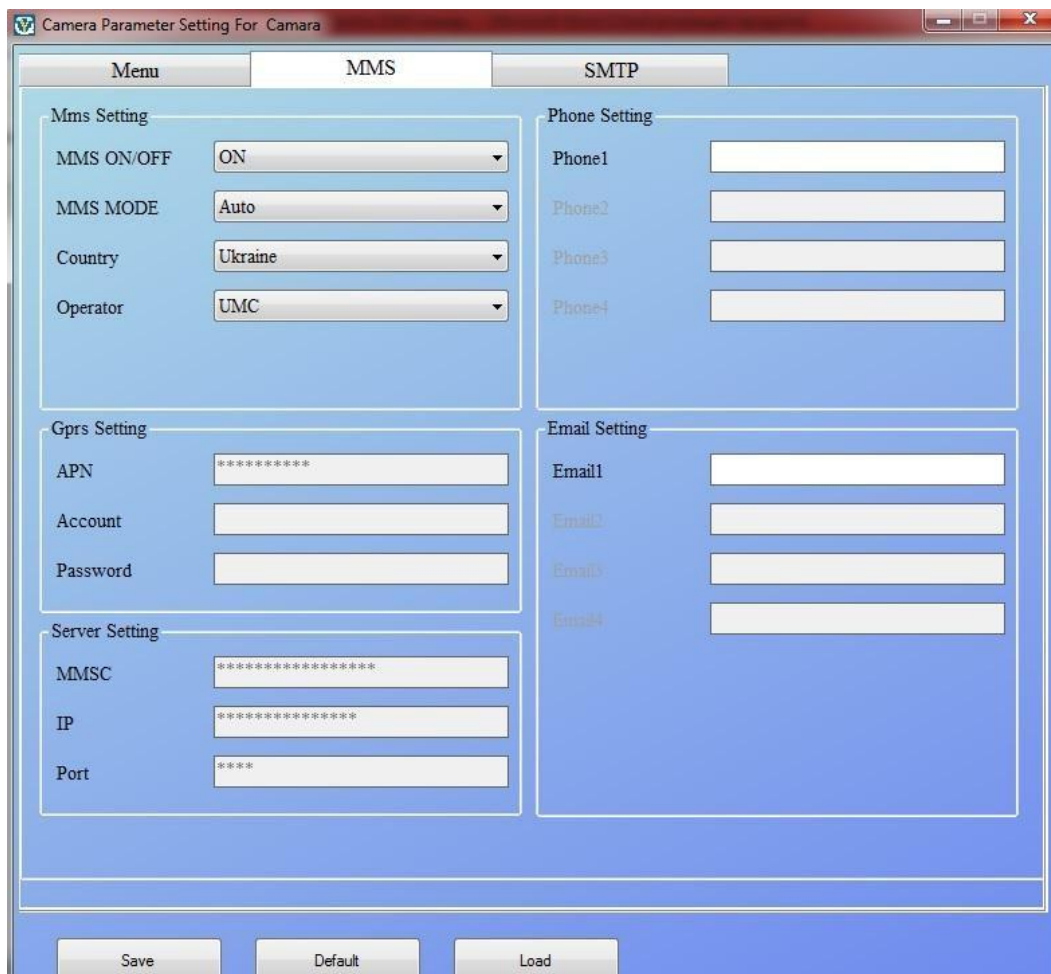 Camera Parameter Setting For Camara
Menu
MMS
SMTP
Mms Setting
MMS ON/OFF ON
MMS MODE Auto
Country Ukraine
Operator UMC
Phone Setting
Phone1
Phone2
Phone3
Phone4
Gprs Setting
APN **********
Account
Password
Email Setting
Email1
Email2
Email3
Email4
Server Setting
MMSC *****************
IP ***************
Port ****
Save
Default
Load